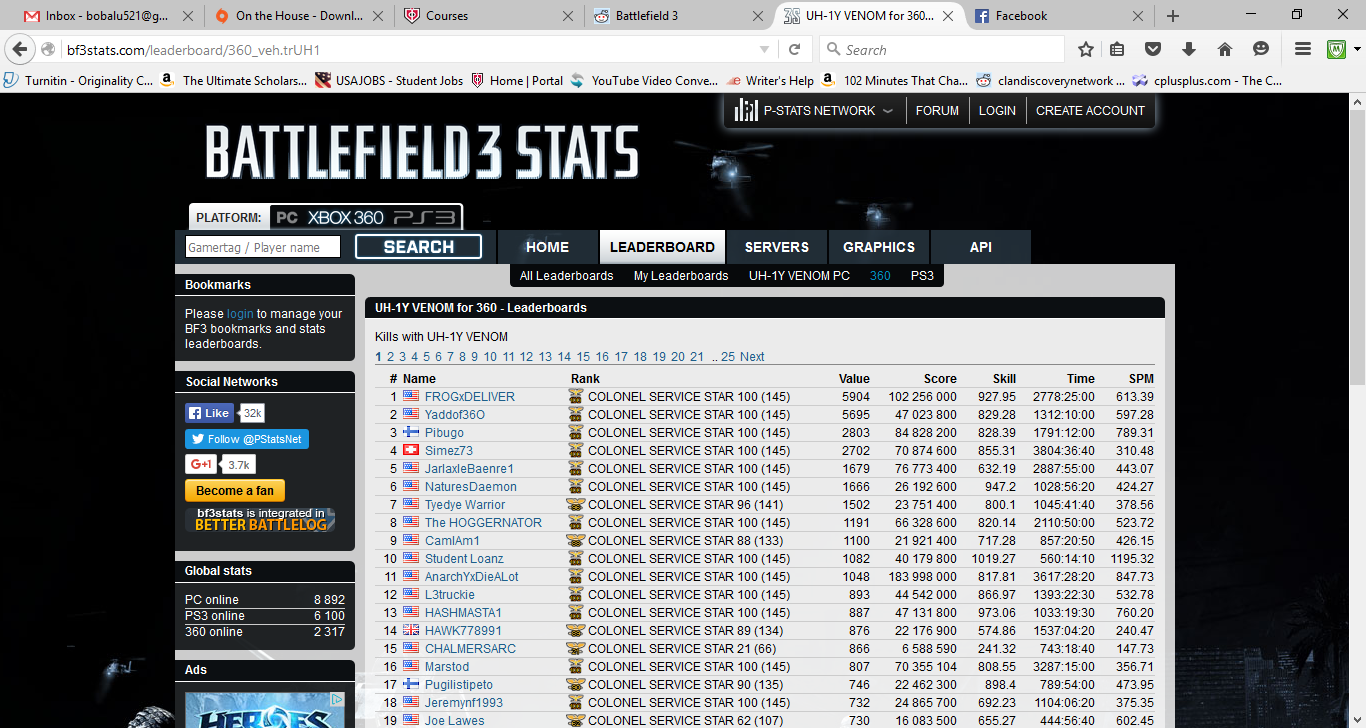 Inbox - bobalu521@g...
On the House - Downl...
Courses
Battlefield 3
UH-1Y VENOM for 360...
Facebook
bf3stats.com/leaderboard/360_veh.trUH1
Search
Turnitin - Originality C...
The Ultimate Scholars...
USAJOBS - Student Jobs
Home | Portal
YouTube Video Conve...
Writer's Help
102 Minutes That Cha...
clandiscoverynetwork ...
cplusplus.com - The C...
P-STATS NETWORK
FORUM
LOGIN
CREATE ACCOUNT
BATTLEFIELD 3 STATS
PLATFORM: PC XBOX 360 PS3
Gamertag / Player name
SEARCH
HOME
LEADERBOARD
SERVERS
GRAPHICS
API
All Leaderboards
My Leaderboards
UH-1Y VENOM PC
360
PS3
Bookmarks
Please login to manage your
BF3 bookmarks and stats
leaderboards.
Social Networks
Like 32k
Follow @PStatsNet
G+1 3.7k
Become a fan
bf3stats is integrated in
BETTER BATTLELOG
Global stats
PC online 8 892
PS3 online 6 100
360 online 2 317
Ads
HEROES
UH-1Y VENOM for 360 - Leaderboards
Kills with UH-1Y VENOM
1 2 3 4 5 6 7 8 9 10 11 12 13 14 15 16 17 18 19 20 21 .. 25 Next
# Name Rank Value Score Skill Time SPM
1 FROGxDELIVER COLONEL SERVICE STAR 100 (145) 5904 102 256 000 927.95 2778:25:00 613.39
2 Yaddof36O COLONEL SERVICE STAR 100 (145) 5695 47 023 800 829.28 1312:10:00 597.28
3 Pibugo COLONEL SERVICE STAR 100 (145) 2803 84 828 200 828.39 1791:12:00 789.31
4 Simez73 COLONEL SERVICE STAR 100 (145) 2702 70 874 600 855.31 3804:36:40 310.48
5 JarlaxleBaenre1 COLONEL SERVICE STAR 100 (145) 1679 76 773 400 632.19 2887:55:00 443.07
6 NaturesDaemon COLONEL SERVICE STAR 100 (145) 1666 26 192 600 947.2 1028:56:20 424.27
7 Tyedye Warrior COLONEL SERVICE STAR 96 (141) 1502 23 751 400 800.1 1045:41:40 378.56
8 The HOGGERNATOR COLONEL SERVICE STAR 100 (145) 1191 66 328 600 820.14 2110:50:00 523.72
9 CamIAm1 COLONEL SERVICE STAR 88 (133) 1100 21 921 400 717.28 857:20:50 426.15
10 Student Loanz COLONEL SERVICE STAR 100 (145) 1082 40 179 800 1019.27 560:14:10 1195.32
11 AnarchYxDieALot COLONEL SERVICE STAR 100 (145) 1048 183 998 000 817.81 3617:28:20 847.73
12 L3truckie COLONEL SERVICE STAR 100 (145) 893 44 542 000 866.97 1393:22:30 532.78
13 HASHMASTA1 COLONEL SERVICE STAR 100 (145) 887 47 131 800 973.06 1033:19:30 760.20
14 HAWK778991 COLONEL SERVICE STAR 89 (134) 876 22 176 900 574.86 1537:04:20 240.47
15 CHALMERSARC COLONEL SERVICE STAR 21 (66) 866 6 588 590 241.32 743:18:40 147.73
16 Marstod COLONEL SERVICE STAR 100 (145) 807 70 355 104 808.55 3287:15:00 356.71
17 Pugilistipeto COLONEL SERVICE STAR 90 (135) 746 22 462 300 898.4 789:54:00 473.95
18 Jeremynf1993 COLONEL SERVICE STAR 100 (145) 732 24 865 700 692.23 1104:06:20 375.35
19 Joe Lawes COLONEL SERVICE STAR 62 (107) 730 16 083 500 655.27 444:56:40 602.45